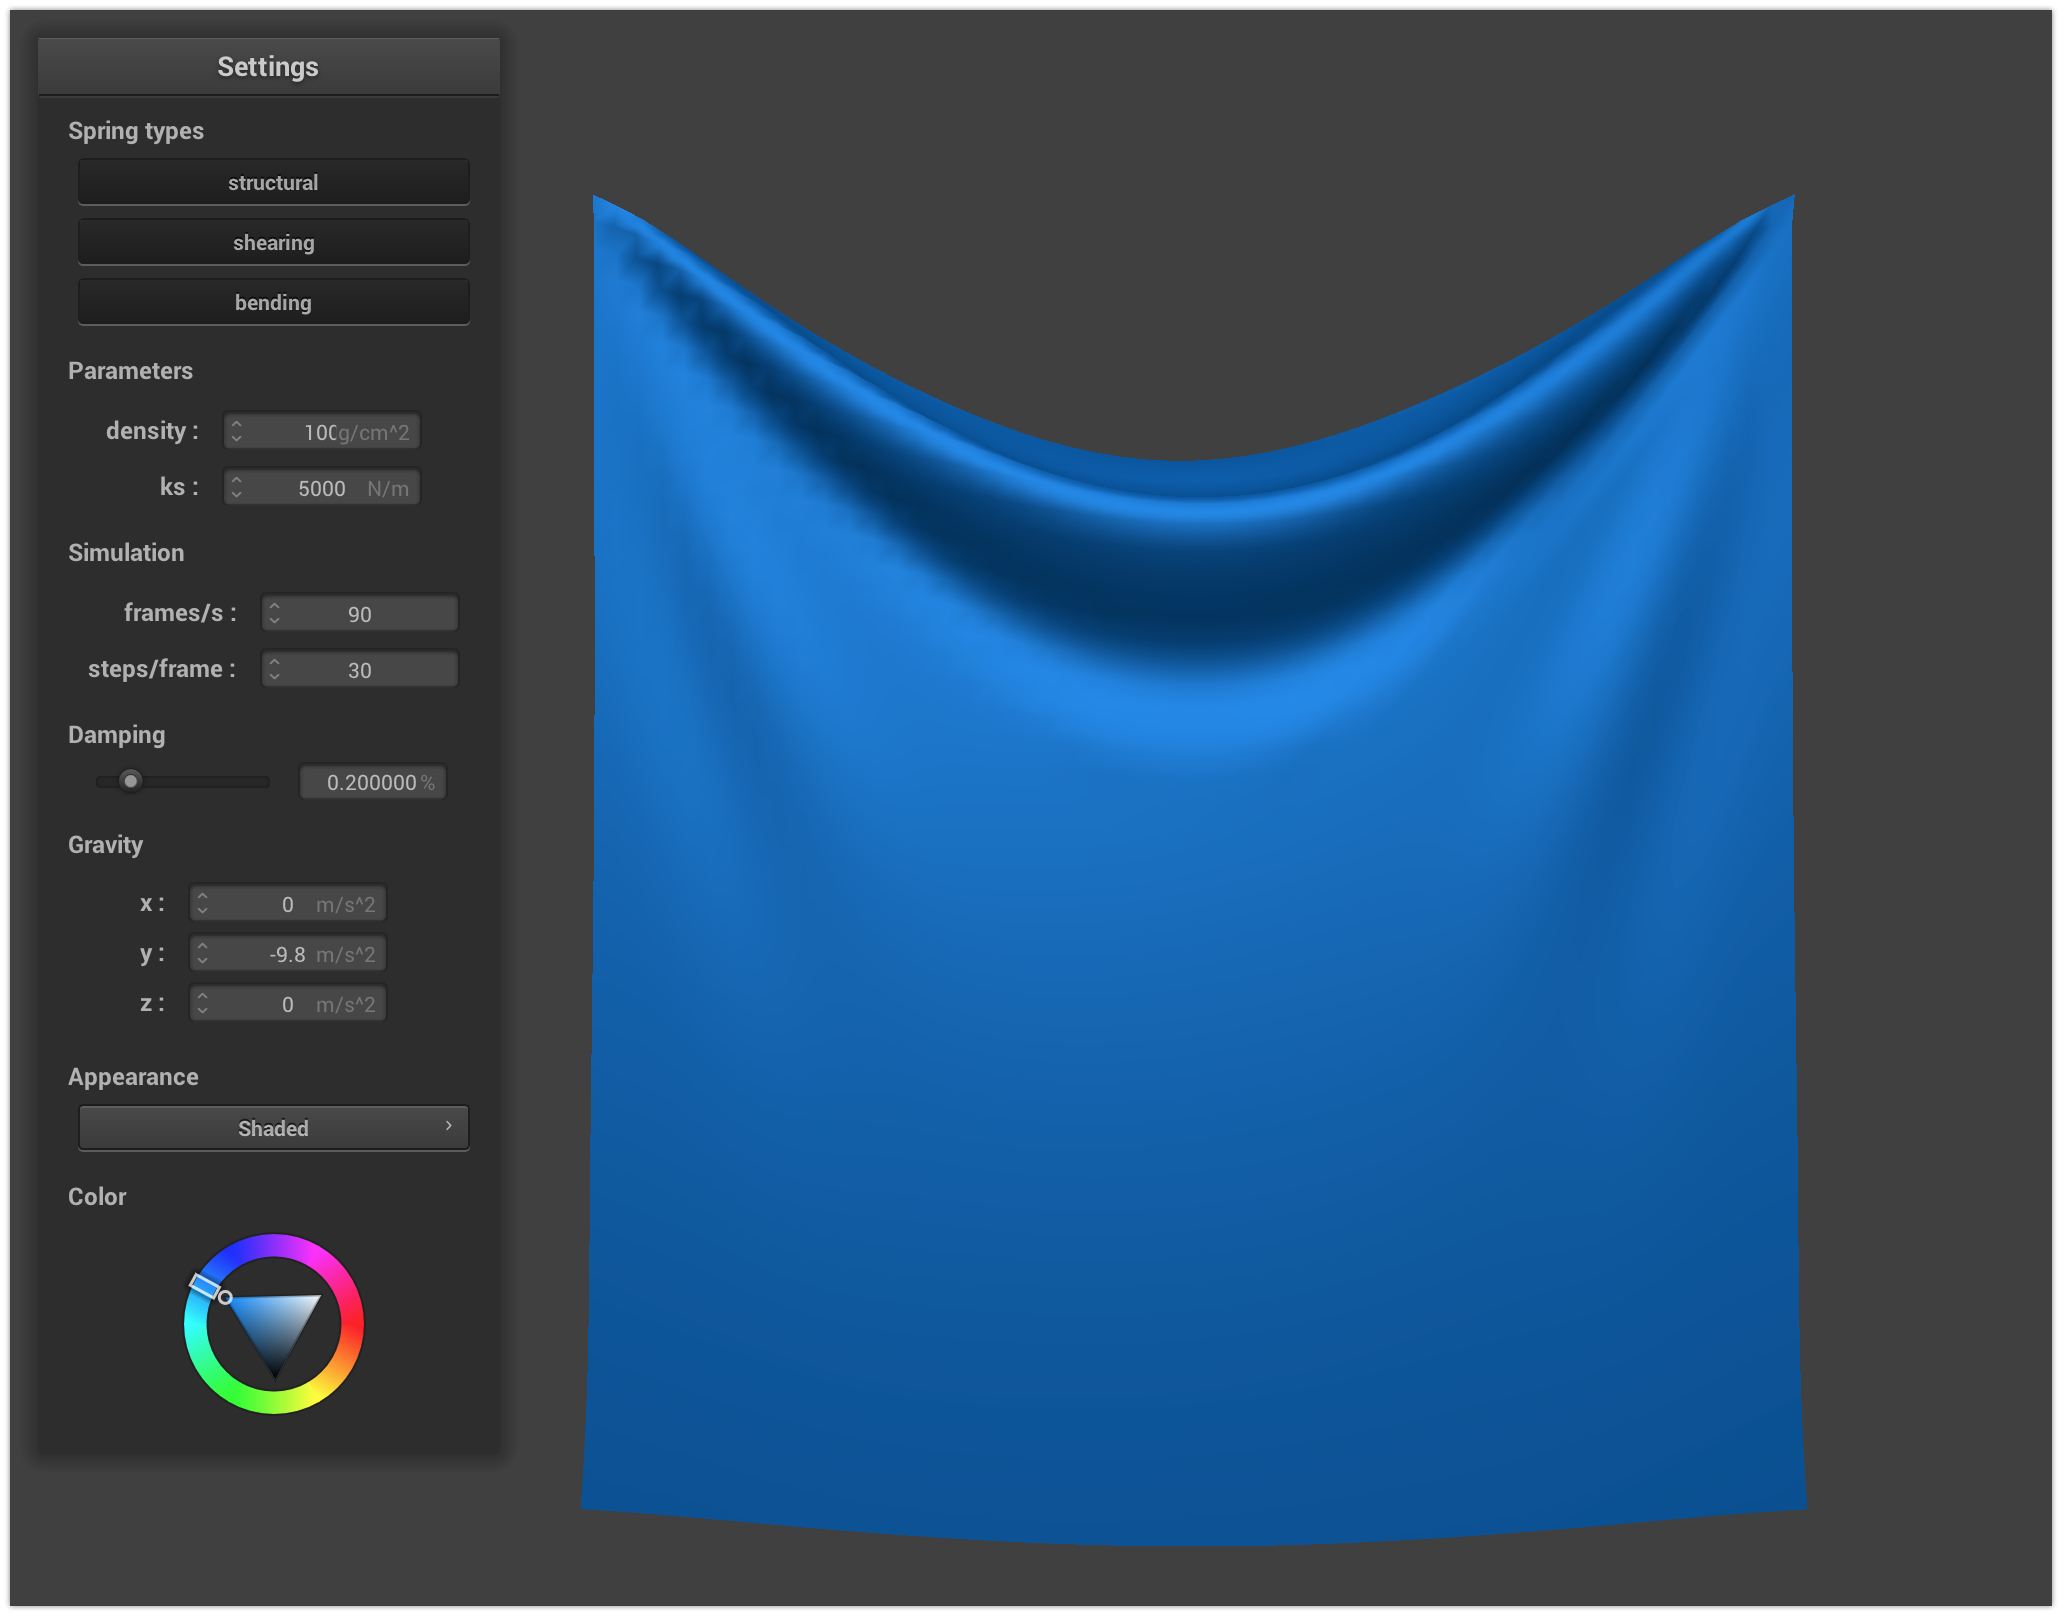 Settings
Spring types
structural
shearing
bending
Parameters
density : 100 g/cm^2
ks : 5000 N/m
Simulation
frames/s : 90
steps/frame : 30
Damping
0.200000 %
Gravity
x : 0 m/s^2
y : -9.8 m/s^2
z : 0 m/s^2
Appearance
Shaded
Color